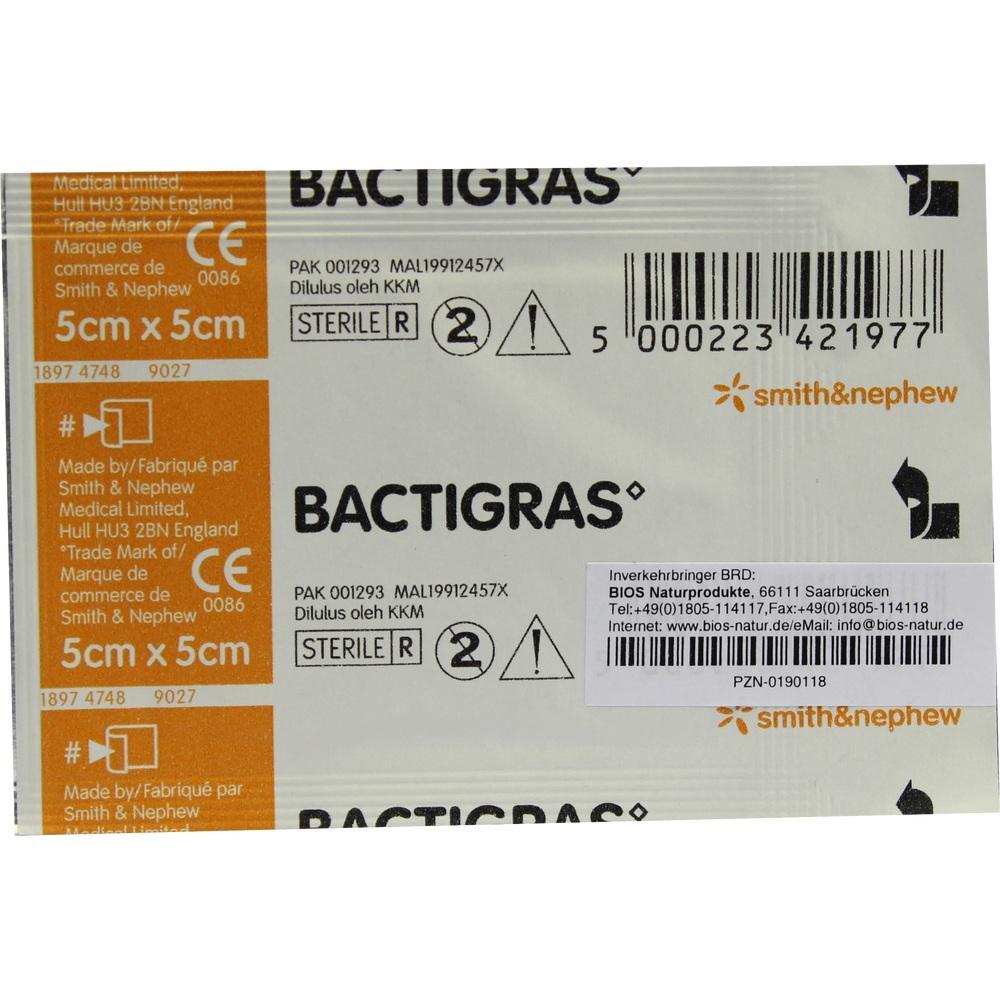 Medical Limited,
Hull HU3 2BN England
°Trade Mark of/
Marque de
commerce de
Smith & Nephew
CE
0086
5cm x 5cm
1897 4748 9027
BACTIGRAS◊
PAK 001293 MAL19912457X
Dilulus oleh KKM
STERILE R
2
!
5 000223 421977
smith&nephew
#
Made by/Fabriqué par
Smith & Nephew
Medical Limited,
Hull HU3 2BN England
°Trade Mark of/
Marque de
commerce de
Smith & Nephew
CE
0086
5cm x 5cm
1897 4748 9027
BACTIGRAS◊
PAK 001293 MAL19912457X
Dilulus oleh KKM
STERILE R
2
!
Inverkehrbringer BRD:
BIOS Naturprodukte, 66111 Saarbrücken
Tel:+49(0)1805-114117,Fax:+49(0)1805-114118
Internet: www.bios-natur.de/eMail: info@bios-natur.de
PZN-0190118
smith&nephew
#
Made by/Fabriqué par
Smith & Nephew
Medical Limited
BACTIGRAS◊